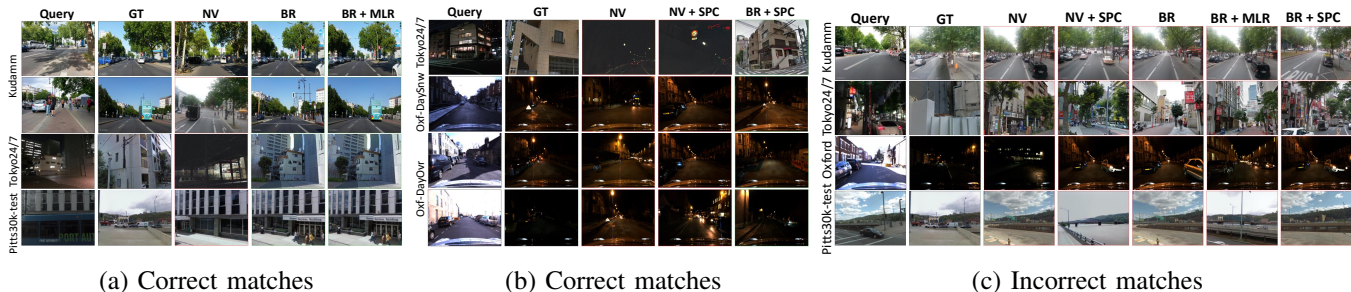 Query GT NV BR BR + MLR
Kudamm
Tokyo24/7
Pitts30k-test
(a) Correct matches
Query GT NV NV + SPC BR + SPC
Tokyo24/7
Oxf-DaySnw
Oxf-DayOvr
(b) Correct matches
Query GT NV NV + SPC BR BR + MLR BR + SPC
Kudamm
Tokyo24/7
Oxford
Pitts30k-test
(c) Incorrect matches